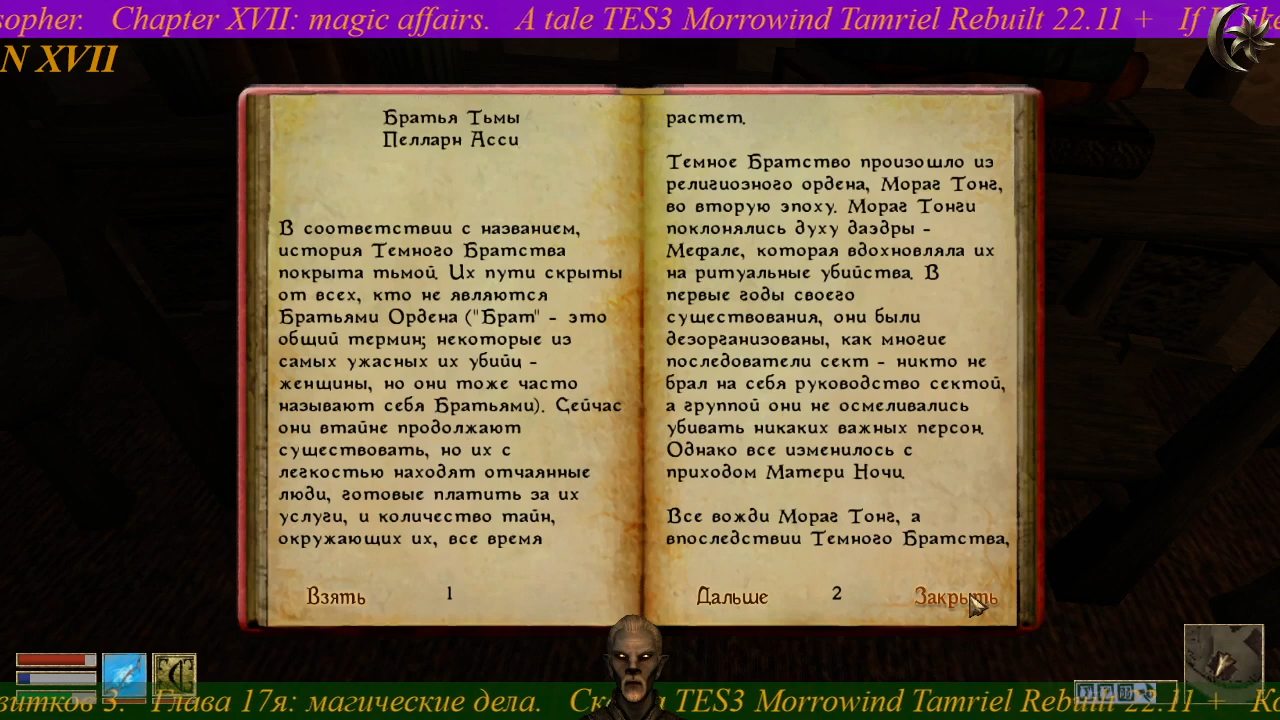 sopher. Chapter XVII: magic affairs. A tale TES3 Morrowind Tamriel Rebuilt 22.11 + If U like
N XVII
Братья Тьмы
Пелларн Асси
В соответствии с названием,
история Темного Братства
покрыта тьмой. Их пути скрыты
от всех, кто не являются
Братьями Ордена ("Брат" - это
общий термин; некоторые из
самых ужасных их убийц -
женщины, но они тоже часто
называют себя Братьями). Сейчас
они втайне продолжают
существовать, но их с
легкостью находят отчаянные
люди, готовые платить за их
услуги, и количество тайн,
окружающих их, все время
Взять 1
растет.
Темное Братство произошло из
религиозного ордена, Мораг Тонг,
во вторую эпоху. Мораг Тонги
поклонялись духу даэдры -
Мефале, которая вдохновляла их
на ритуальные убийства. В
первые годы своего
существования, они были
дезорганизованы, как многие
последователи сект - никто не
брал на себя руководство сектой,
а группой они не осмеливались
убивать никаких важных персон.
Однако все изменилось с
приходом Матери Ночи.
Все вожди Мораг Тонг, а
впоследствии Темного Братства,
Дальше 2 Закрыть
витков 3. Глава 17я: магические дела. TES3 Morrowind Tamriel Rebuilt 22.11 + Ко